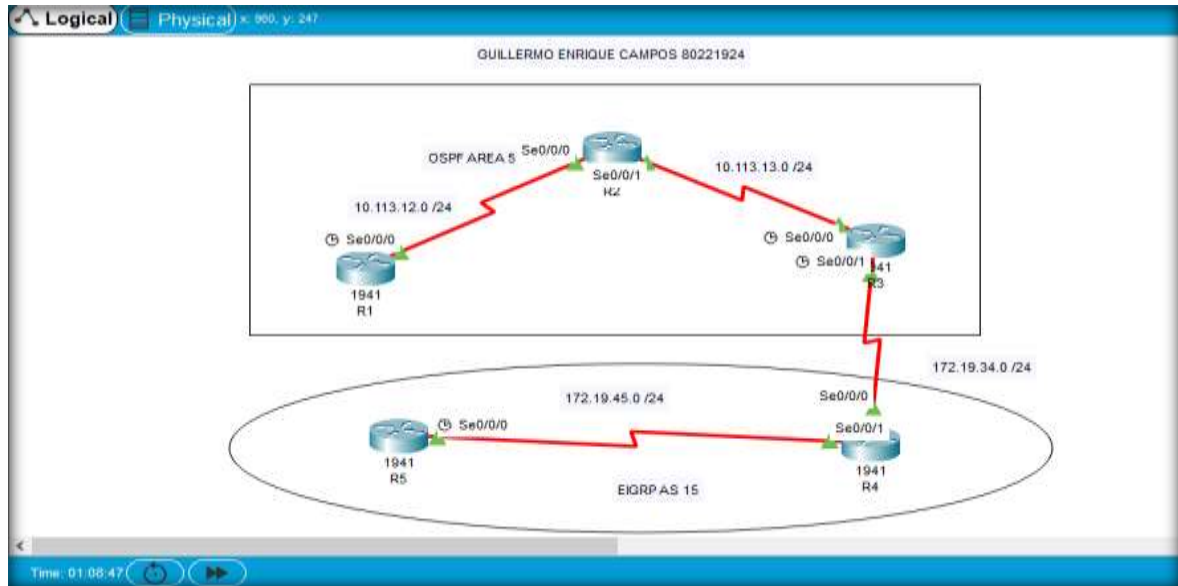 Logical Physical x: 980, y: 247
GUILLERMO ENRIQUE CAMPOS 80221924
OSPF AREA 5
Se0/0/0
Se0/0/1
R2
10.113.13.0 /24
10.113.12.0 /24
Se0/0/0
1941
R1
Se0/0/0
Se0/0/1
941
R3
172.19.34.0 /24
172.19.45.0 /24
Se0/0/0
Se0/0/0
Se0/0/1
1941
R5
1941
R4
EIGRP AS 15
Time: 01:08:47